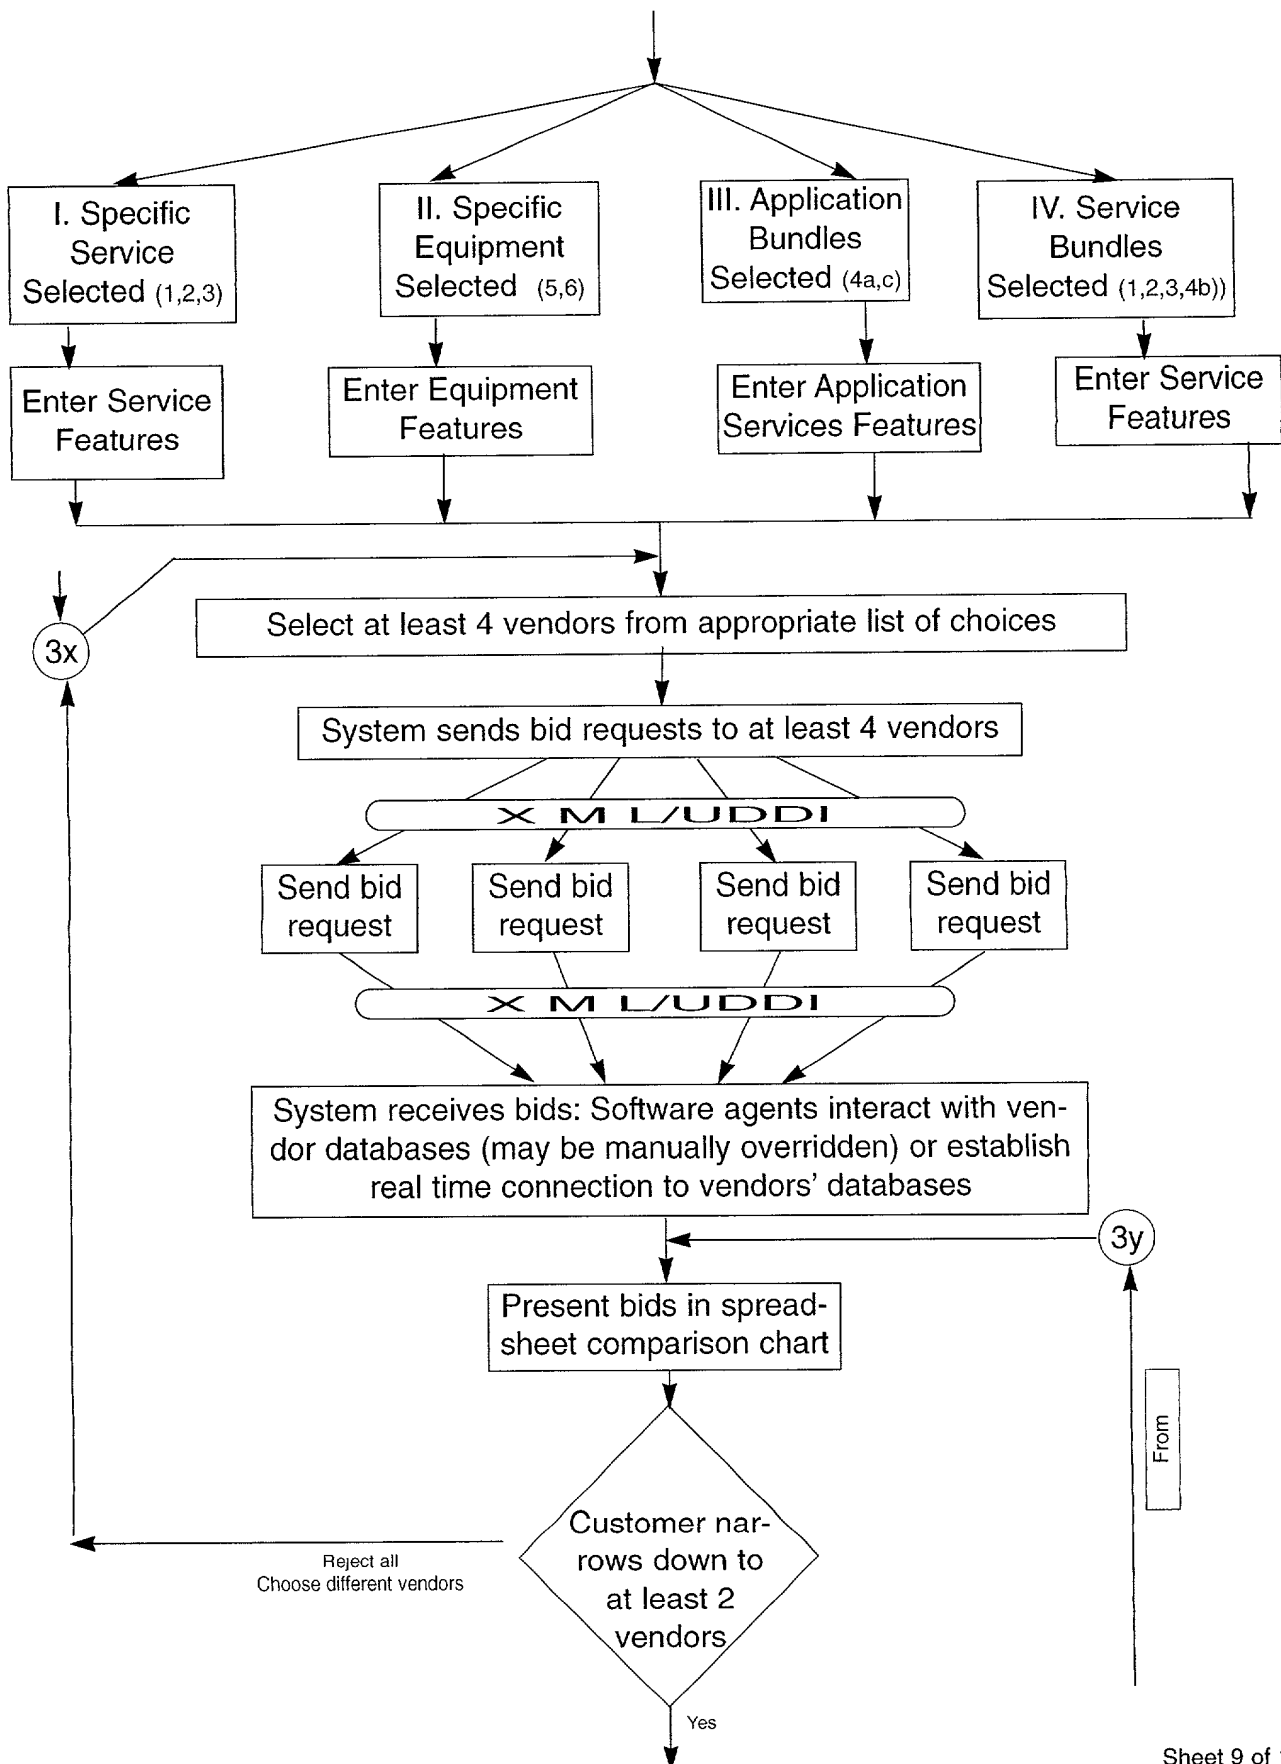 I. Specific
Service
Selected (1,2,3)
II. Specific
Equipment
Selected (5,6)
III. Application
Bundles
Selected (4a,c)
IV. Service
Bundles
Selected (1,2,3,4b))
Enter Service
Features
Enter Equipment
Features
Enter Application
Services Features
Enter Service
Features
3x
Select at least 4 vendors from appropriate list of choices
System sends bid requests to at least 4 vendors
X M L/UDDI
Send bid
request
Send bid
request
Send bid
request
Send bid
request
X M L/UDDI
System receives bids: Software agents interact with ven-
dor databases (may be manually overridden) or establish
real time connection to vendors' databases
3y
Present bids in spread-
sheet comparison chart
From
Customer nar-
rows down to
at least 2
vendors
Reject all
Choose different vendors
Yes
Sheet 9 of